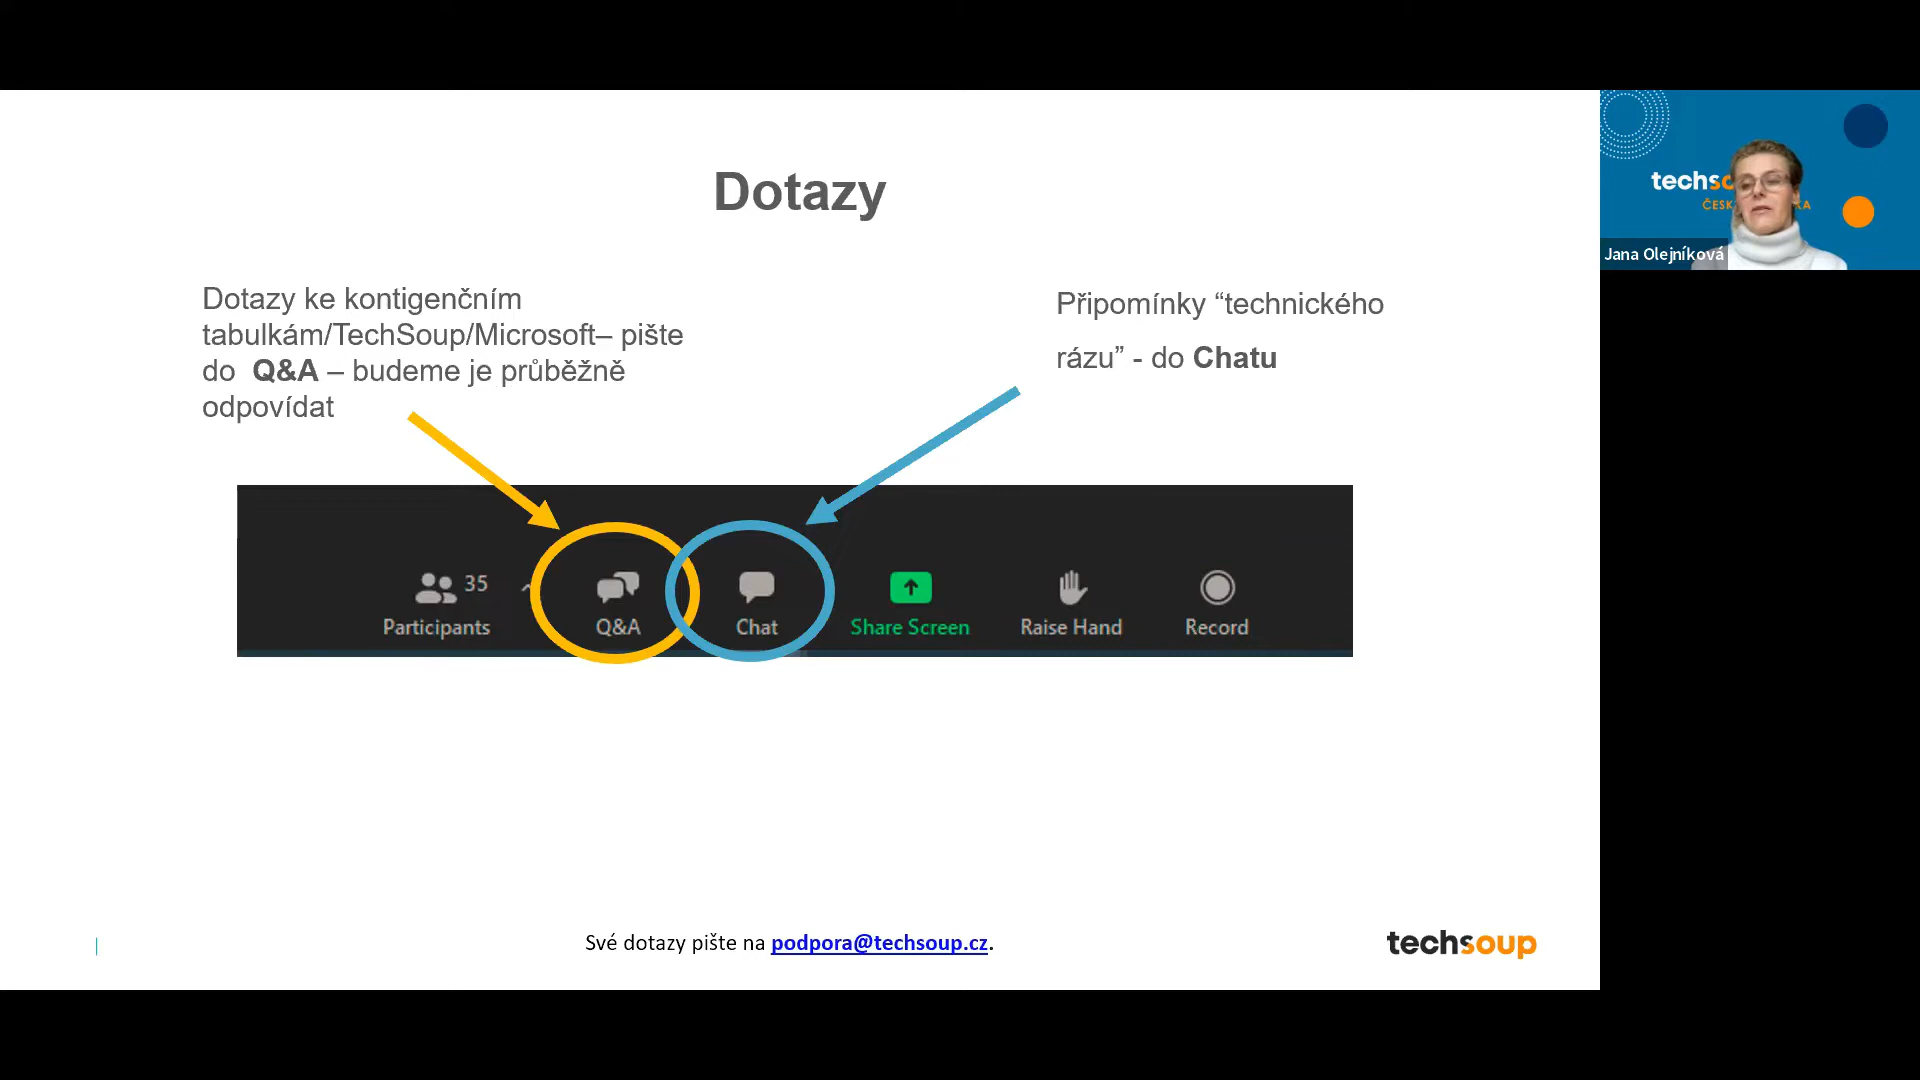 Dotazy
Dotazy ke kontigenčním
tabulkám/TechSoup/Microsoft– pište
do Q&A – budeme je průběžně
odpovídat
Připomínky “technického
rázu” - do Chatu
35
Participants
Q&A
Chat
Share Screen
Raise Hand
Record
Své dotazy pište na podpora@techsoup.cz.
techsoup
Jana Olejníková